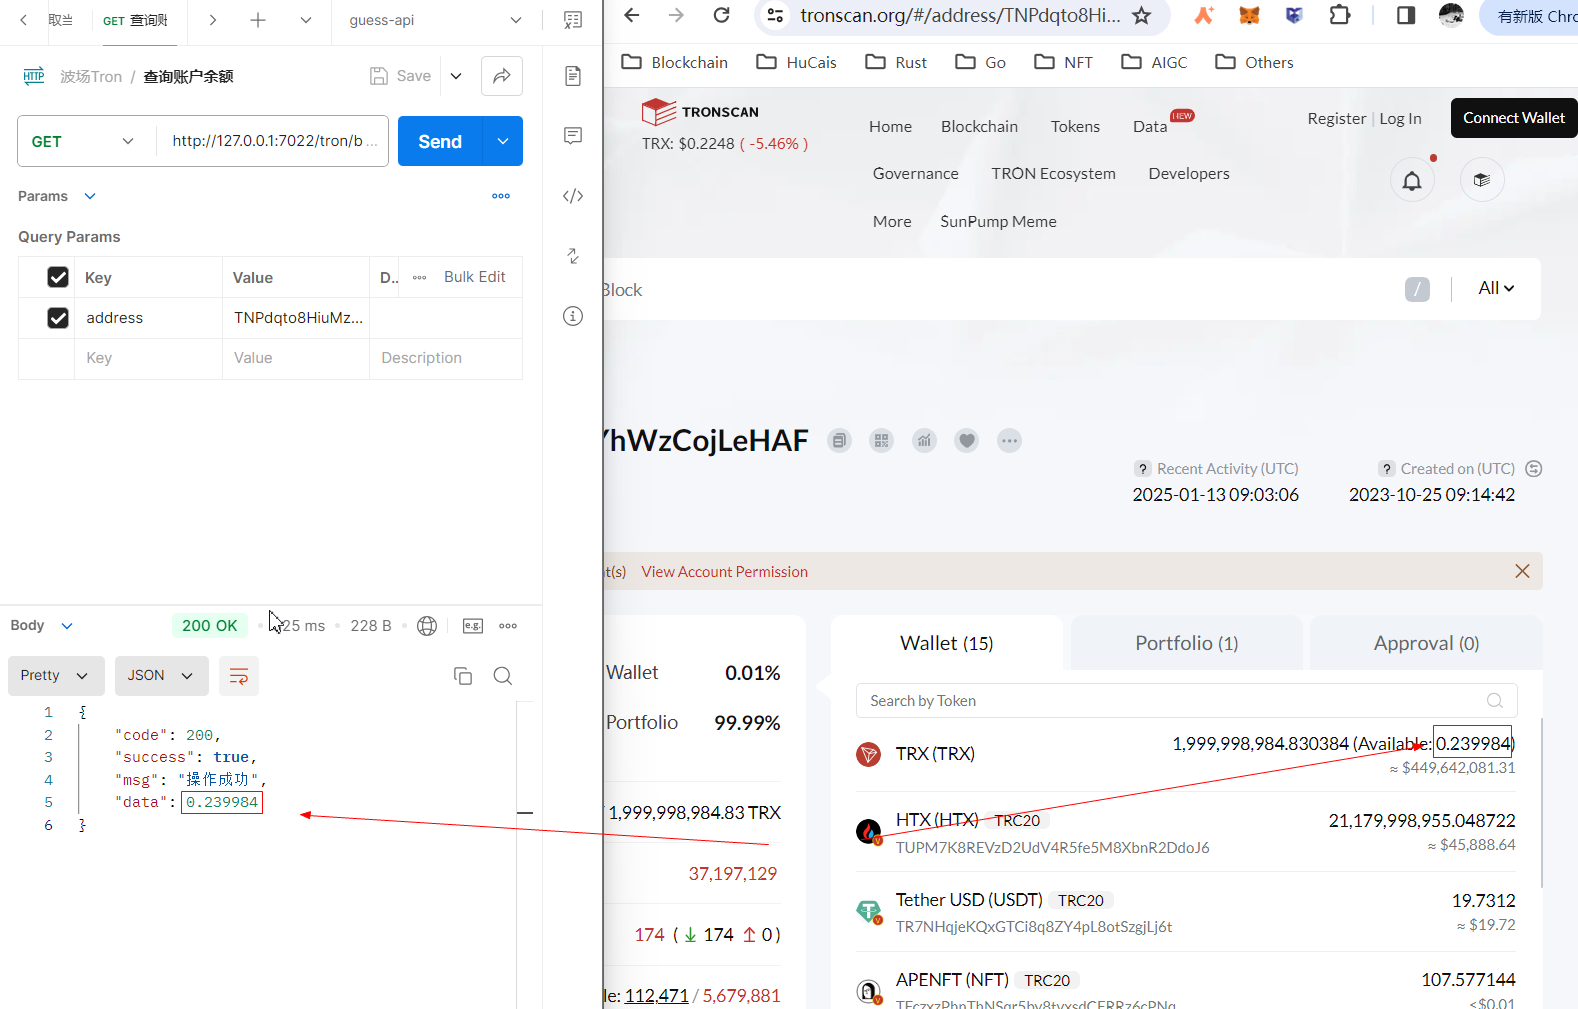 取消
GET 查询账
guess-api
HTTP 波场Tron / 查询账户余额
Save
GET
http://127.0.0.1:7022/tron/b ...
Send
Params
Query Params
Key Value D.. Bulk Edit
address TNPdqto8HiuMz...
Key Value Description
Body
200 OK
25 ms
228 B
e.g.
Pretty
JSON
1 {
2 "code": 200,
3 "success": true,
4 "msg": "操作成功",
5 "data": 0.239984
6 }
tronscan.org/#/address/TNPdqto8Hi...
有新版 Chro
Blockchain
HuCais
Rust
Go
NFT
AIGC
Others
TRONSCAN
TRX: $0.2248 ( -5.46% )
Home
Blockchain
Tokens
Data
NEW
Register | Log In
Connect Wallet
Governance
TRON Ecosystem
Developers
More
SunPump Meme
Block
/
All
YhWzCojLeHAF
? Recent Activity (UTC)
2025-01-13 09:03:06
? Created on (UTC)
2023-10-25 09:14:42
t(s) View Account Permission
Wallet 0.01%
Portfolio 99.99%
1,999,998,984.83 TRX
37,197,129
174 ( ↓ 174 ↑ 0 )
le: 112,471 / 5,679,881
Wallet (15)
Portfolio (1)
Approval (0)
Search by Token
TRX (TRX)
1,999,998,984.830384 (Available: 0.239984)
≈ $449,642,081.31
HTX (HTX) TRC20
21,179,998,955.048722
TUPM7K8REVzD2UdV4R5fe5M8XbnR2DdoJ6
≈ $45,888.64
Tether USD (USDT) TRC20
19.7312
TR7NHqjeKQxGTCi8q8ZY4pL8otSzgjLj6t
≈ $19.72
APENFT (NFT) TRC20
107.577144
<$0.01